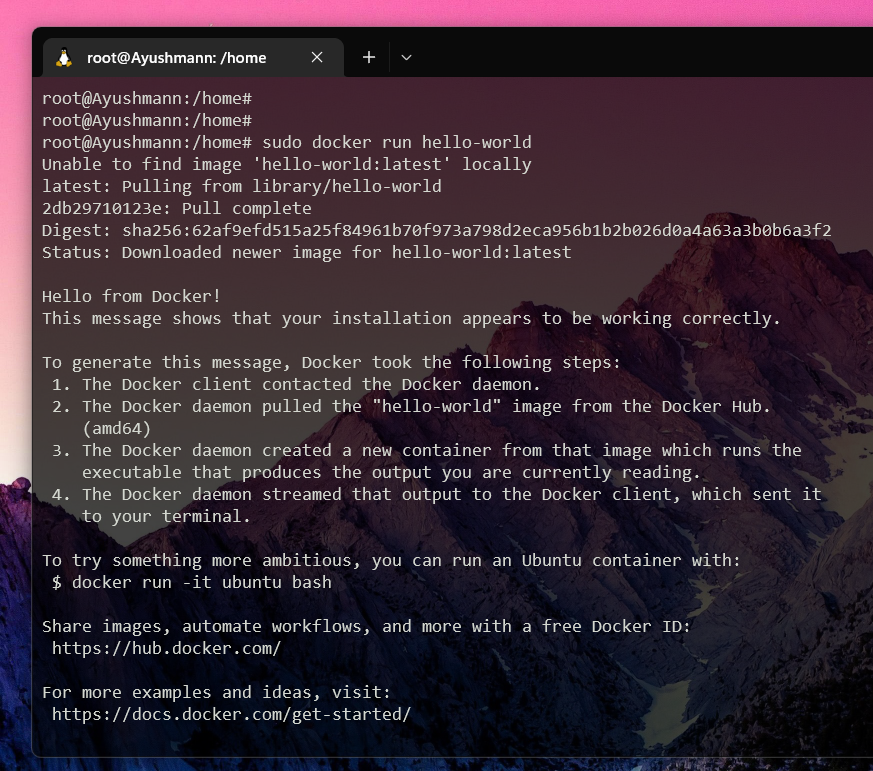 root@Ayushmann: /home
root@Ayushmann:/home#
root@Ayushmann:/home#
root@Ayushmann:/home# sudo docker run hello-world
Unable to find image 'hello-world:latest' locally
latest: Pulling from library/hello-world
2db29710123e: Pull complete
Digest: sha256:62af9efd515a25f84961b70f973a798d2eca956b1b2b026d0a4a63a3b0b6a3f2
Status: Downloaded newer image for hello-world:latest
Hello from Docker!
This message shows that your installation appears to be working correctly.
To generate this message, Docker took the following steps:
1. The Docker client contacted the Docker daemon.
2. The Docker daemon pulled the "hello-world" image from the Docker Hub.
(amd64)
3. The Docker daemon created a new container from that image which runs the
executable that produces the output you are currently reading.
4. The Docker daemon streamed that output to the Docker client, which sent it
to your terminal.
To try something more ambitious, you can run an Ubuntu container with:
$ docker run -it ubuntu bash
Share images, automate workflows, and more with a free Docker ID:
https://hub.docker.com/
For more examples and ideas, visit:
https://docs.docker.com/get-started/